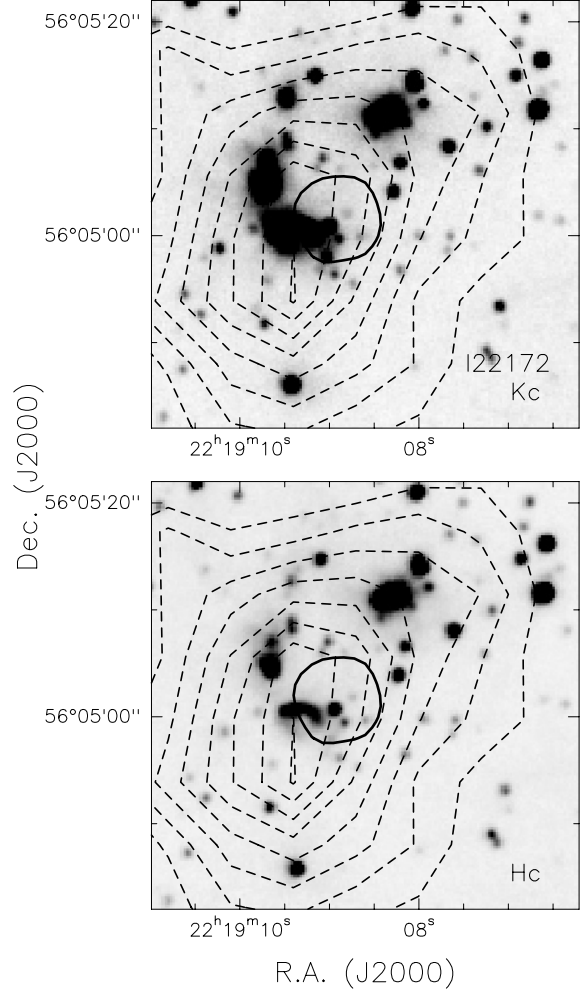 56°05'20"
56°05'00"
I22172
Kc
22ʰ19ᵐ10ˢ
08ˢ
Dec. (J2000)
56°05'20"
56°05'00"
Hc
22ʰ19ᵐ10ˢ
08ˢ
R.A. (J2000)